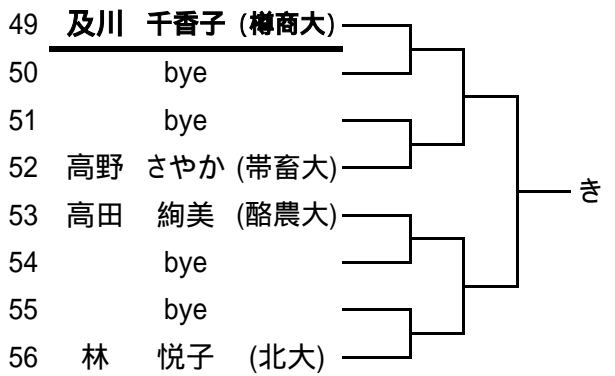 49 及川 千香子 (樽商大)
50 bye
51 bye
52 高野 さやか (帯畜大)
53 高田 絢美 (酪農大)
54 bye
55 bye
56 林 悦子 (北大)
き